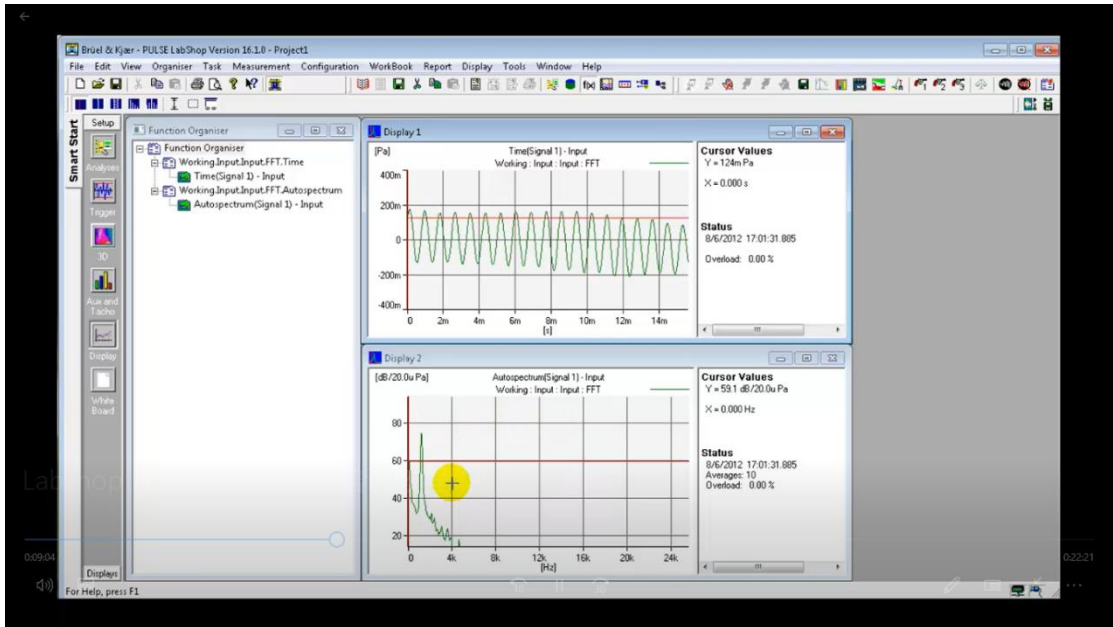 Brüel & Kjær - PULSE LabShop Version 16.1.0 - Project1
File Edit View Organiser Task Measurement Configuration WorkBook Report Display Tools Window Help
Smart Start
Setup
Analyses
Trigger
3D
Aux and
Tacho
Display
White
Board
Displays
Function Organiser
Function Organiser
Working.Input.Input.FFT.Time
Time(Signal 1) - Input
Working.Input.Input.FFT.Autospectrum
Autospectrum(Signal 1) - Input
Display 1
[Pa]
Time(Signal 1) - Input
Working : Input : Input : FFT
400m
200m
0
-200m
-400m
0 2m 4m 6m 8m 10m 12m 14m
[s]
Cursor Values
Y = 124m Pa
X = 0.000 s
Status
8/6/2012 17:01:31.885
Overload: 0.00 %
Display 2
[dB/20.0u Pa]
Autospectrum(Signal 1) - Input
Working : Input : Input : FFT
80
60
40
20
0 4k 8k 12k 16k 20k 24k
[Hz]
Cursor Values
Y = 59.1 dB/20.0u Pa
X = 0.000 Hz
Status
8/6/2012 17:01:31.885
Averages: 10
Overload: 0.00 %
0:09:04
0:22:21
For Help, press F1